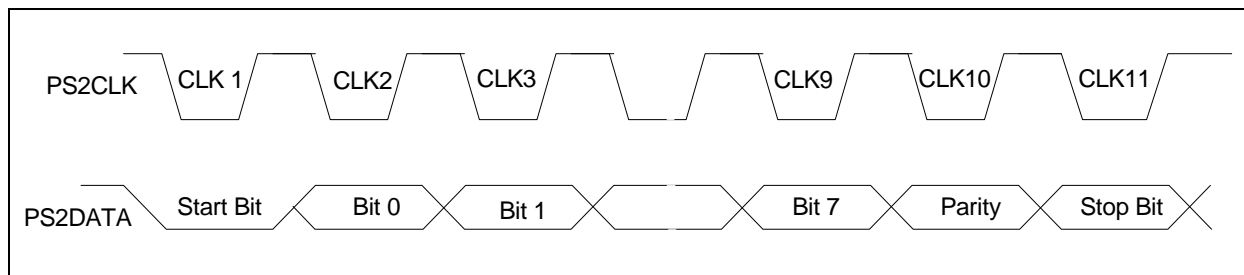 PS2CLK CLK 1 CLK2 CLK3 CLK9 CLK10 CLK11
PS2DATA Start Bit Bit 0 Bit 1 Bit 7 Parity Stop Bit